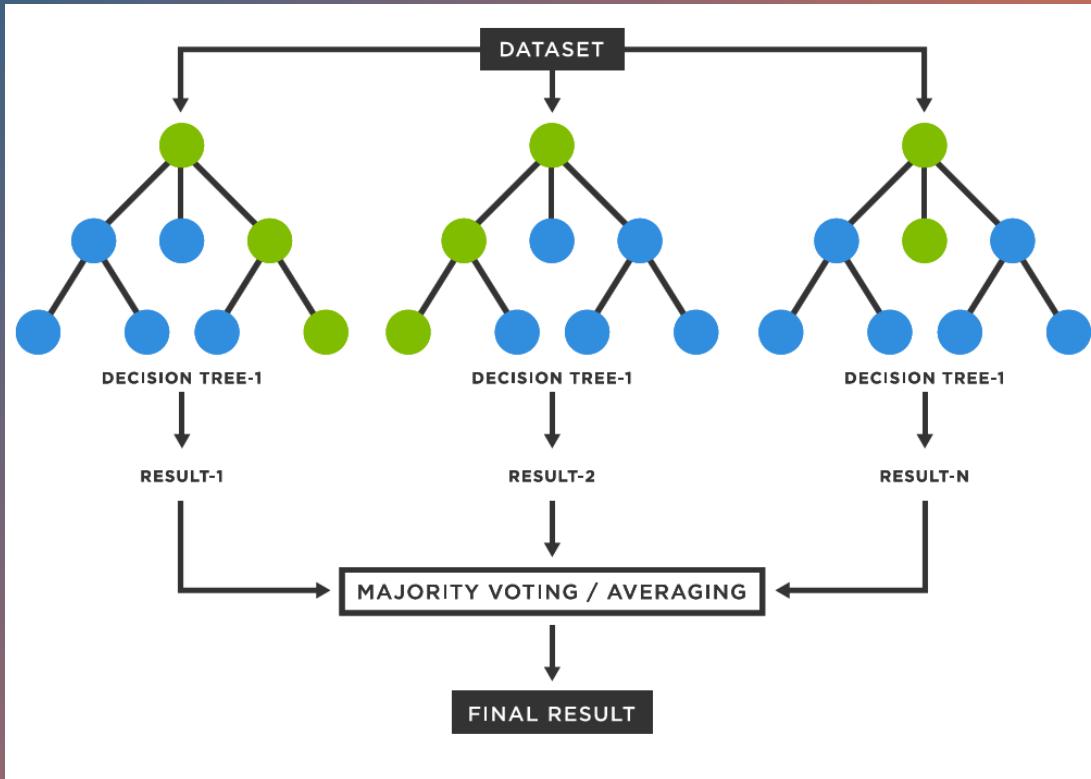 DATASET
DECISION TREE-1
DECISION TREE-1
DECISION TREE-1
RESULT-1
RESULT-2
RESULT-N
MAJORITY VOTING / AVERAGING
FINAL RESULT